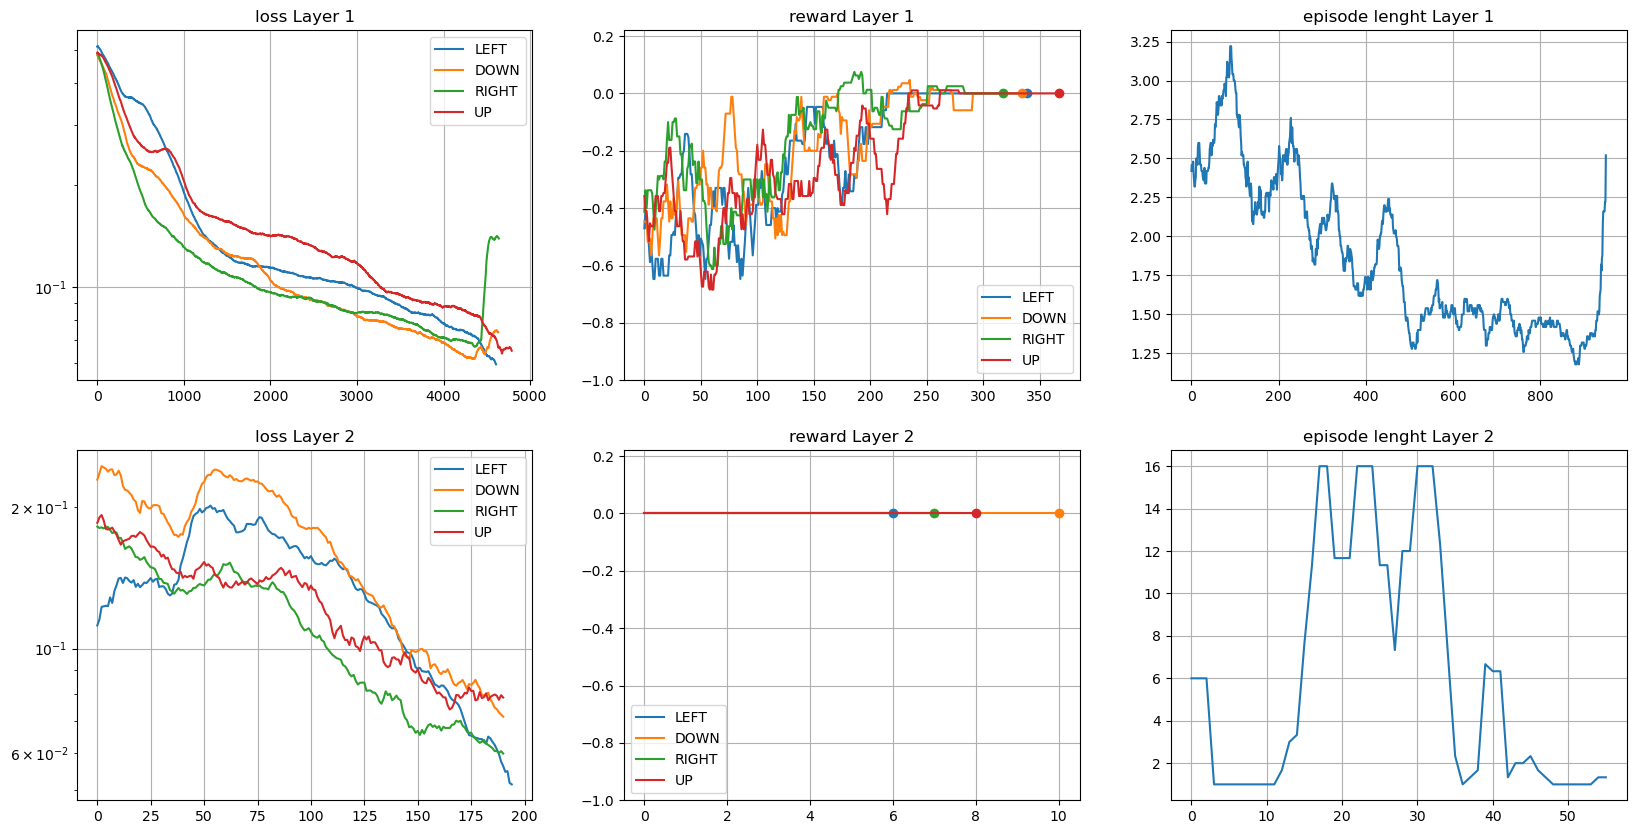 loss Layer 1
10⁻¹
0 1000 2000 3000 4000 5000
LEFT
DOWN
RIGHT
UP
reward Layer 1
0.2
0.0
−0.2
−0.4
−0.6
−0.8
−1.0
0 50 100 150 200 250 300 350
LEFT
DOWN
RIGHT
UP
episode lenght Layer 1
3.25
3.00
2.75
2.50
2.25
2.00
1.75
1.50
1.25
0 200 400 600 800
loss Layer 2
2 × 10⁻¹
10⁻¹
6 × 10⁻²
0 25 50 75 100 125 150 175 200
LEFT
DOWN
RIGHT
UP
reward Layer 2
0.2
0.0
−0.2
−0.4
−0.6
−0.8
−1.0
0 2 4 6 8 10
LEFT
DOWN
RIGHT
UP
episode lenght Layer 2
16
14
12
10
8
6
4
2
0 10 20 30 40 50